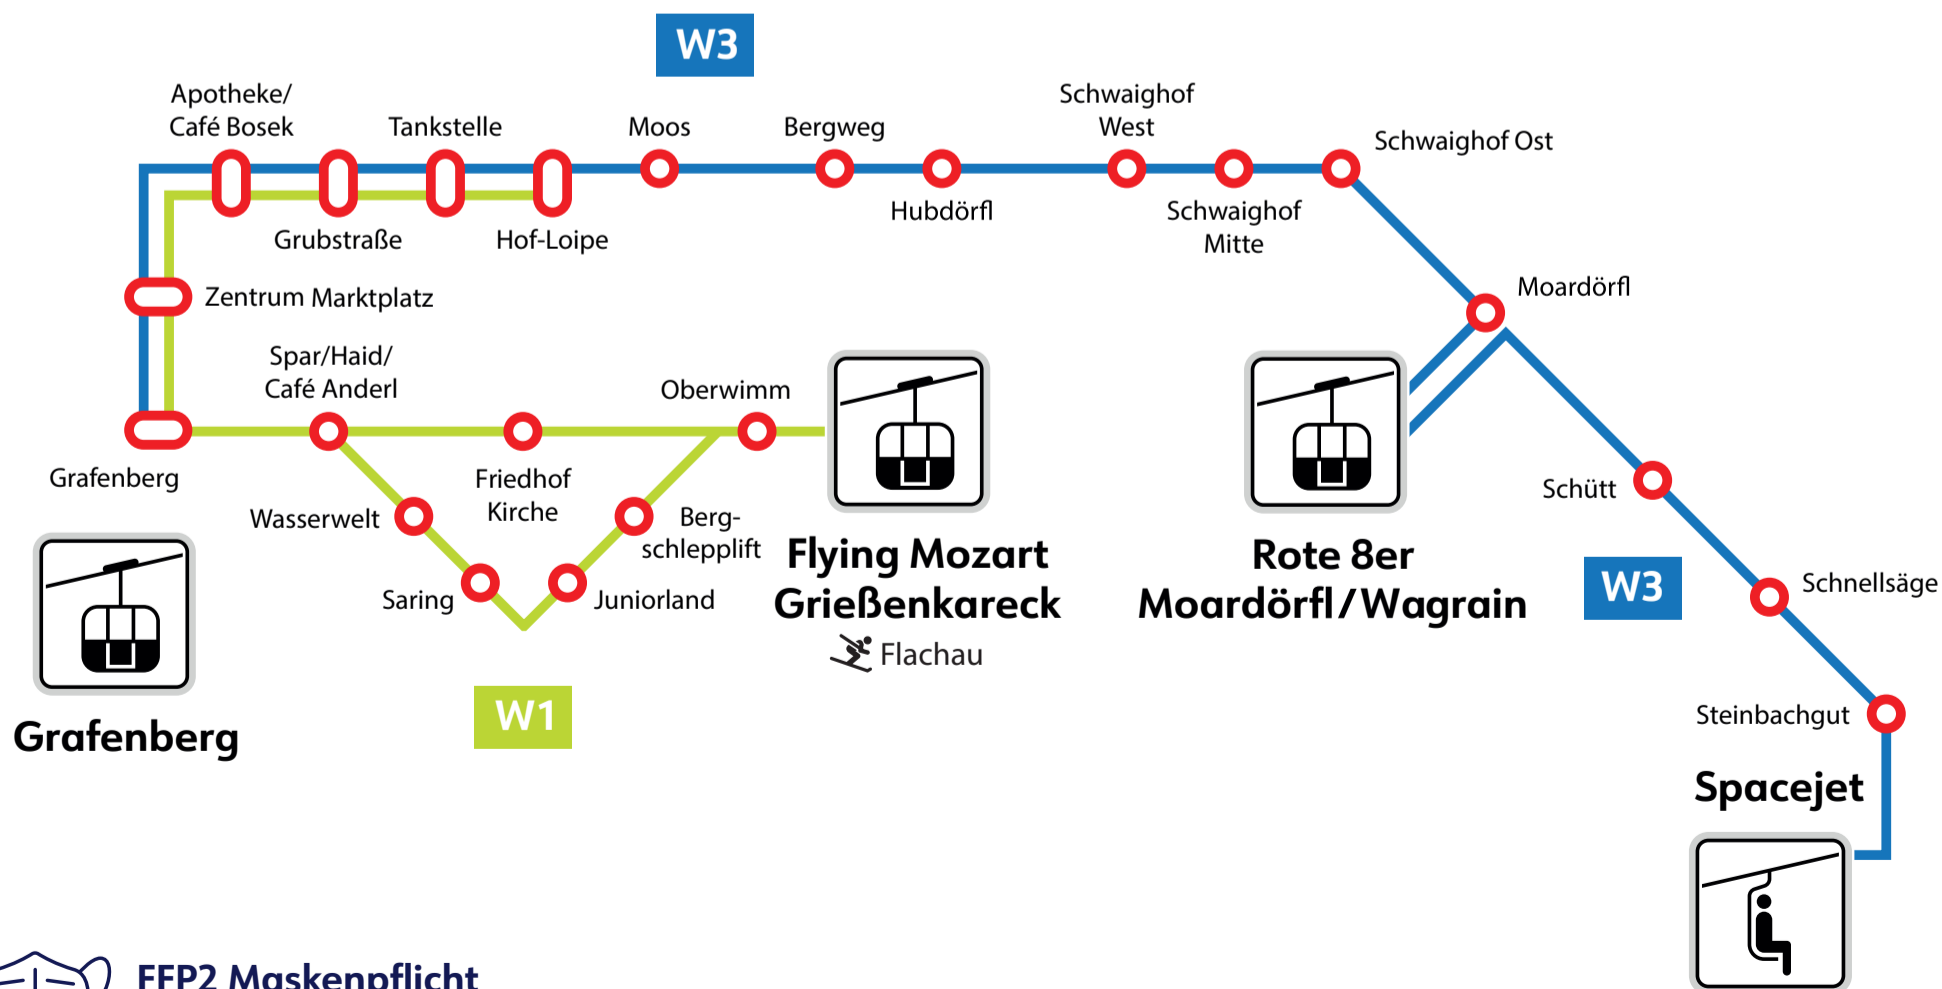 W3
Apotheke/
Café Bosek
Tankstelle
Moos
Bergweg
Schwaighof
West
Schwaighof Ost
Grubstraße
Hof-Loipe
Hubdörfl
Schwaighof
Mitte
Zentrum Marktplatz
Moardörfl
Spar/Haid/
Café Anderl
Oberwimm
Grafenberg
Friedhof
Kirche
Wasserwelt
Berg-
schlepplift
Saring
Juniorland
Schütt
Flying Mozart
Grießenkareck
Flachau
Rote 8er
Moardörfl/Wagrain
W3
Schnellsäge
W1
Grafenberg
Steinbachgut
Spacejet
FFP2 Maskenpflicht